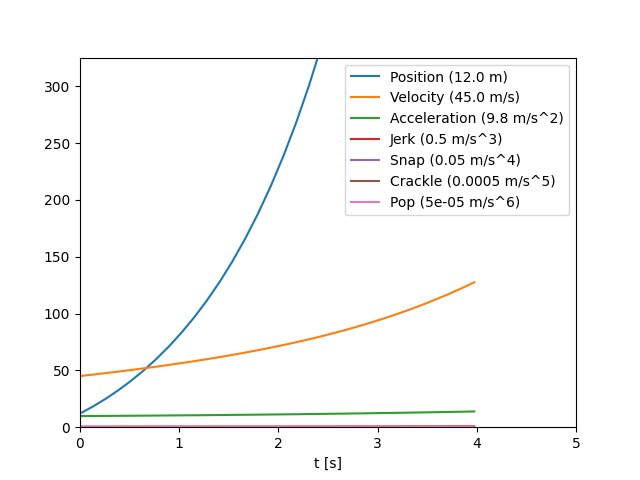 300
250
200
150
100
50
0
0 1 2 3 4 5
t [s]
Position (12.0 m)
Velocity (45.0 m/s)
Acceleration (9.8 m/s^2)
Jerk (0.5 m/s^3)
Snap (0.05 m/s^4)
Crackle (0.0005 m/s^5)
Pop (5e-05 m/s^6)